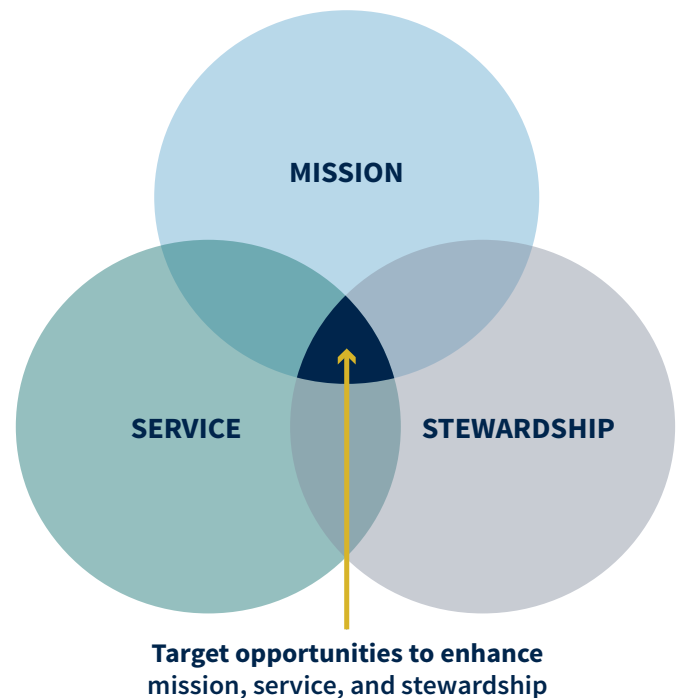 MISSION
SERVICE
STEWARDSHIP
Target opportunities to enhance
mission, service, and stewardship